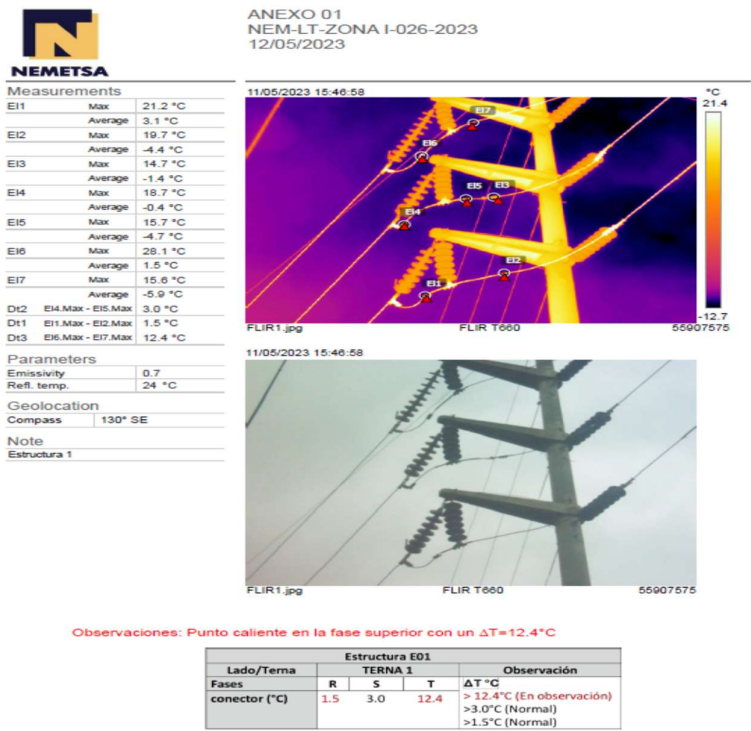 NEMETSA
ANEXO 01
NEM-LT-ZONA I-026-2023
12/05/2023
Measurements
El1 Max 21.2 °C
Average 3.1 °C
El2 Max 19.7 °C
Average -4.4 °C
El3 Max 14.7 °C
Average -1.4 °C
El4 Max 18.7 °C
Average -0.4 °C
El5 Max 15.7 °C
Average -4.7 °C
El6 Max 28.1 °C
Average 1.5 °C
El7 Max 15.6 °C
Average -5.9 °C
Dt2 El4.Max - El5.Max 3.0 °C
Dt1 El1.Max - El2.Max 1.5 °C
Dt3 El6.Max - El7.Max 12.4 °C
Parameters
Emissivity 0.7
Refl. temp. 24 °C
Geolocation
Compass 130° SE
Note
Estructura 1
11/05/2023 15:46:58
°C
21.4
El7
El6
El5
El3
El4
El2
El1
-12.7
FLIR1.jpg FLIR T660 55907575
11/05/2023 15:46:58
FLIR1.jpg FLIR T660 55907575
Observaciones: Punto caliente en la fase superior con un ΔT=12.4°C
Estructura E01
Lado/Terna TERNA 1 Observación
Fases R S T ΔT °C
conector (°C) 1.5 3.0 12.4 > 12.4°C (En observación)
>3.0°C (Normal)
>1.5°C (Normal)